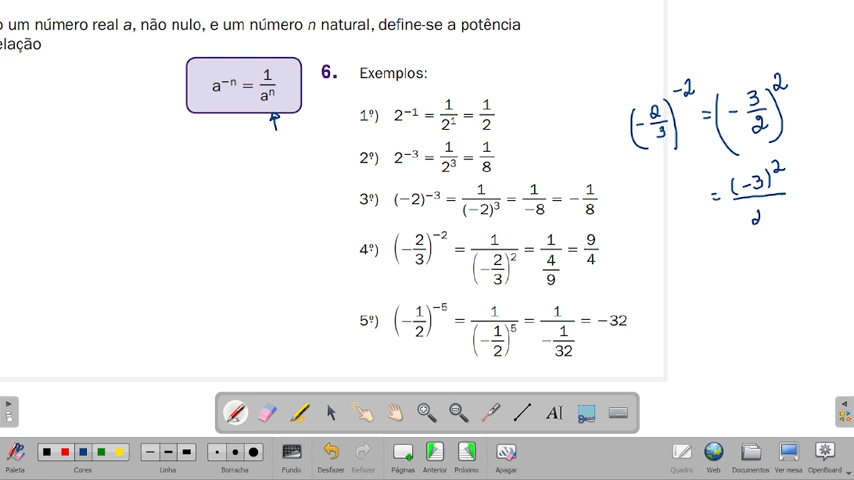 o um número real a, não nulo, e um número n natural, define-se a potência
elação
a⁻ⁿ = 1/aⁿ
6. Exemplos:
1º) 2⁻¹ = 1/2¹ = 1/2
2º) 2⁻³ = 1/2³ = 1/8
3º) (−2)⁻³ = 1/(−2)³ = 1/−8 = −1/8
4º) (−2/3)⁻² = 1/(−2/3)² = 1/(4/9) = 9/4
5º) (−1/2)⁻⁵ = 1/(−1/2)⁵ = 1/(−1/32) = −32
(−2/3)⁻² = (−3/2)²
= (−3)²/2
Paleta Cores Linha Borracha Fundo Desfazer Refazer Páginas Anterior Próximo Apagar Quadro Web Documentos Ver mesa OpenBoard